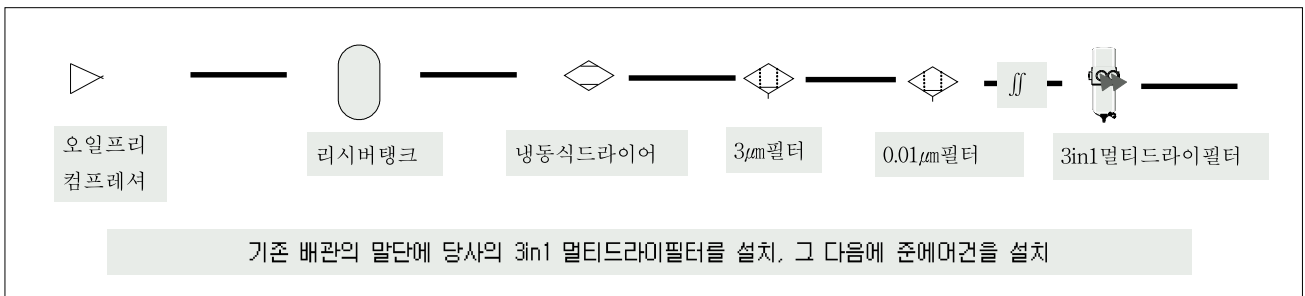 ∬
오일프리
컴프레셔
리시버탱크
냉동식드라이어
3㎛필터
0.01㎛필터
3in1멀티드라이필터
기존 배관의 말단에 당사의 3in1 멀티드라이필터를 설치, 그 다음에 준에어건을 설치